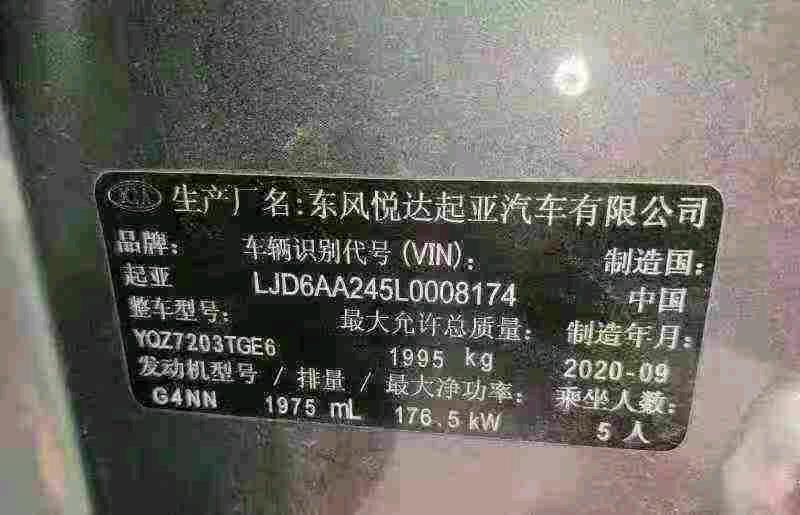 KIA 生产厂名:东风悦达起亚汽车有限公司
品牌: 车辆识别代号(VIN): 制造国:
起亚 LJD6AA245L0008174 中国
整车型号: 最大允许总质量: 制造年月:
YQZ7203TGE6 1995 kg 2020-09
发动机型号 / 排量 / 最大净功率: 乘坐人数:
G4NN 1975 mL 176.5 kW 5 人